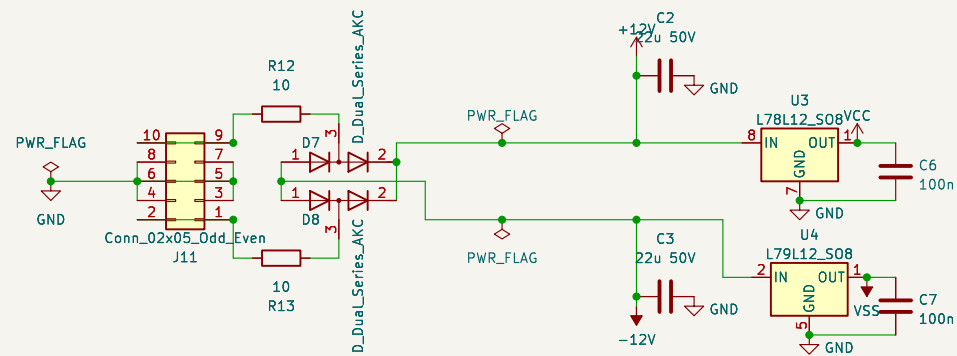 C2
+12V
22u 50V
D_Dual_Series_AKC
R12
10
PWR_FLAG
GND
U3
L78L12_SO8
VCC
PWR_FLAG
10
9
8
7
6
5
4
3
2
1
GND
Conn_02x05_Odd_Even
J11
D7
3
1
2
D8
1
2
3
8
IN
OUT
1
GND
7
GND
C6
100n
PWR_FLAG
C3
22u 50V
GND
-12V
U4
L79L12_SO8
2
IN
OUT
1
GND
5
VSS
GND
C7
100n
10
R13
D_Dual_Series_AKC